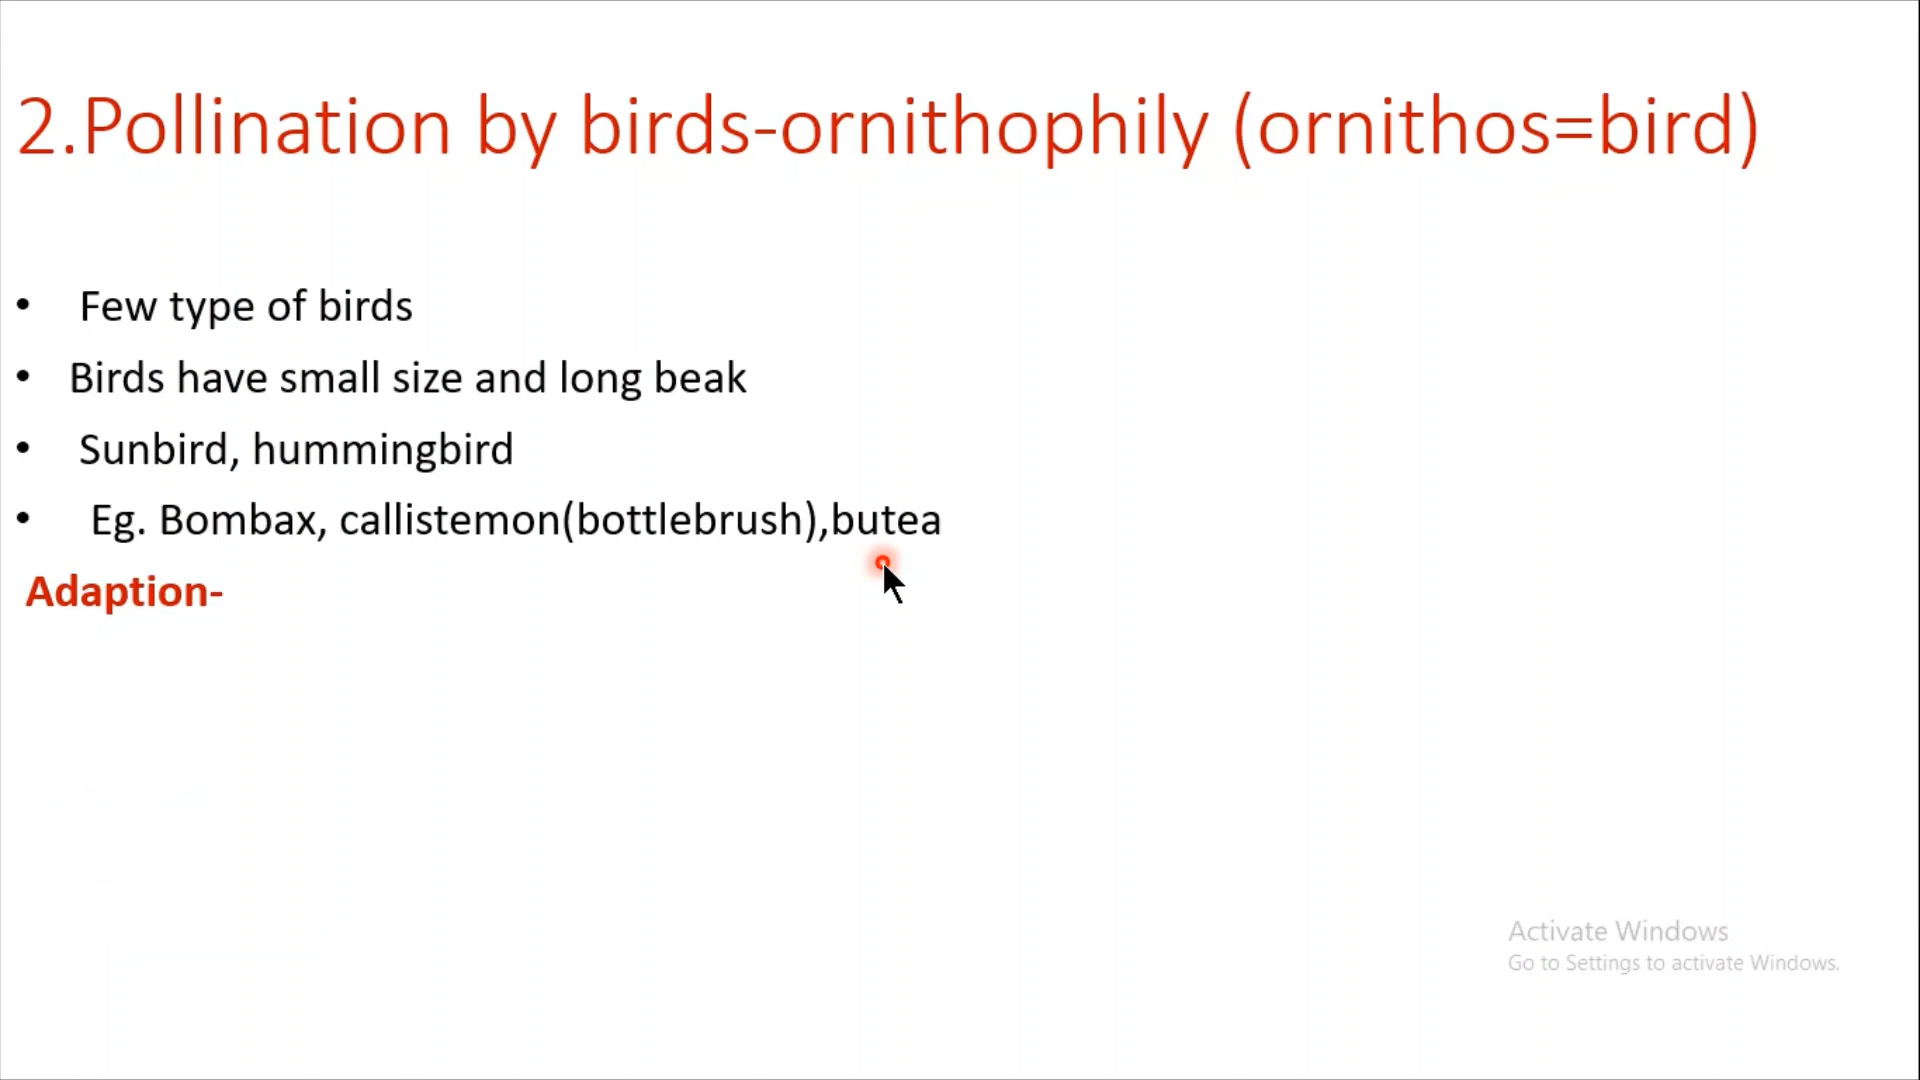 2.Pollination by birds-ornithophily (ornithos=bird)
• Few type of birds
• Birds have small size and long beak
• Sunbird, hummingbird
• Eg. Bombax, callistemon(bottlebrush),butea
Adaption-
Activate Windows
Go to Settings to activate Windows.